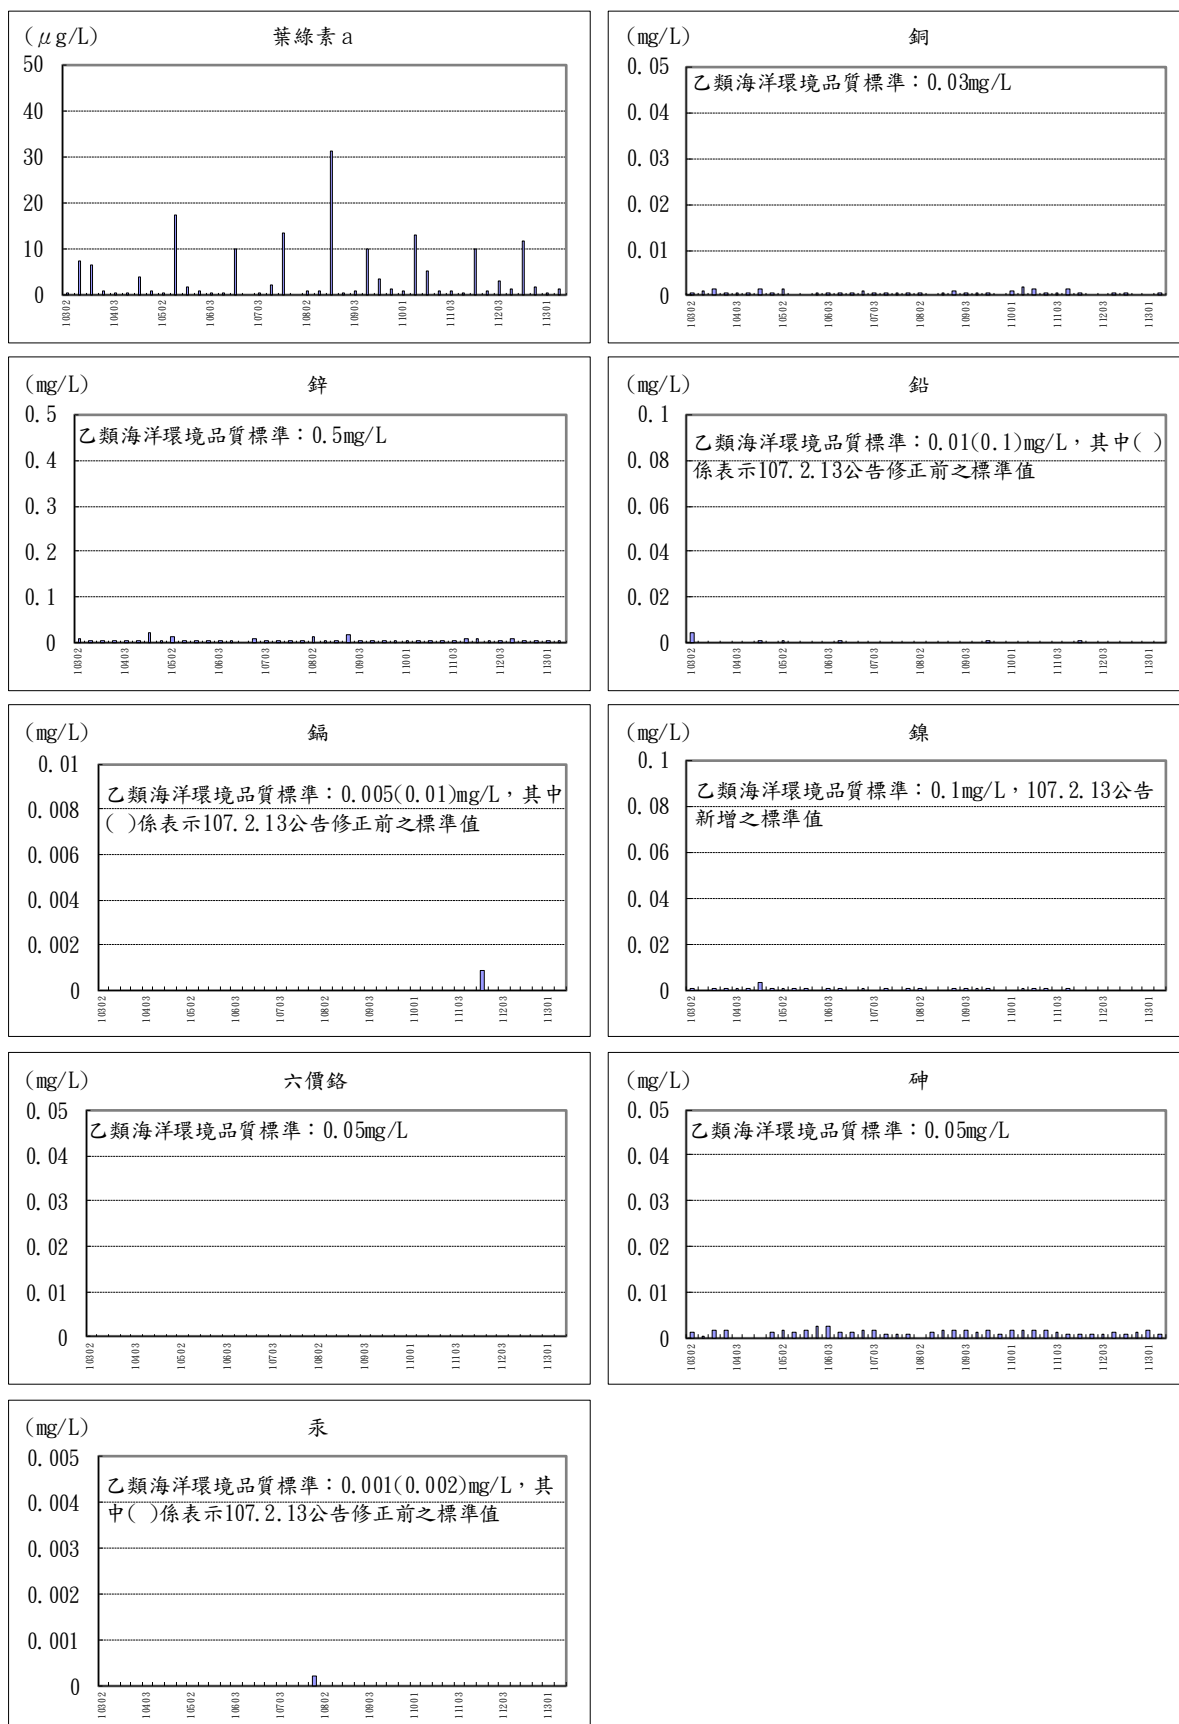 (μg/L) 葉綠素a
50
40
30
20
10
0
10302 10403 10502 10603 10703 10802 10903 11001 11103 11203 11301
(mg/L) 銅
0.05
乙類海洋環境品質標準：0.03mg/L
0.04
0.03
0.02
0.01
0
10302 10403 10502 10603 10703 10802 10903 11001 11103 11203 11301
(mg/L) 鋅
0.5
乙類海洋環境品質標準：0.5mg/L
0.4
0.3
0.2
0.1
0
10302 10403 10502 10603 10703 10802 10903 11001 11103 11203 11301
(mg/L) 鉛
0.1
乙類海洋環境品質標準：0.01(0.1)mg/L，其中( )
係表示107.2.13公告修正前之標準值
0.08
0.06
0.04
0.02
0
10302 10403 10502 10603 10703 10802 10903 11001 11103 11203 11301
(mg/L) 鎘
0.01
乙類海洋環境品質標準：0.005(0.01)mg/L，其中
( )係表示107.2.13公告修正前之標準值
0.008
0.006
0.004
0.002
0
10302 10403 10502 10603 10703 10802 10903 11001 11103 11203 11301
(mg/L) 鎳
0.1
乙類海洋環境品質標準：0.1mg/L，107.2.13公告
新增之標準值
0.08
0.06
0.04
0.02
0
10302 10403 10502 10603 10703 10802 10903 11001 11103 11203 11301
(mg/L) 六價鉻
0.05
乙類海洋環境品質標準：0.05mg/L
0.04
0.03
0.02
0.01
0
10302 10403 10502 10603 10703 10802 10903 11001 11103 11203 11301
(mg/L) 砷
0.05
乙類海洋環境品質標準：0.05mg/L
0.04
0.03
0.02
0.01
0
10302 10403 10502 10603 10703 10802 10903 11001 11103 11203 11301
(mg/L) 汞
0.005
乙類海洋環境品質標準：0.001(0.002)mg/L，其
中( )係表示107.2.13公告修正前之標準值
0.004
0.003
0.002
0.001
0
10302 10403 10502 10603 10703 10802 10903 11001 11103 11203 11301